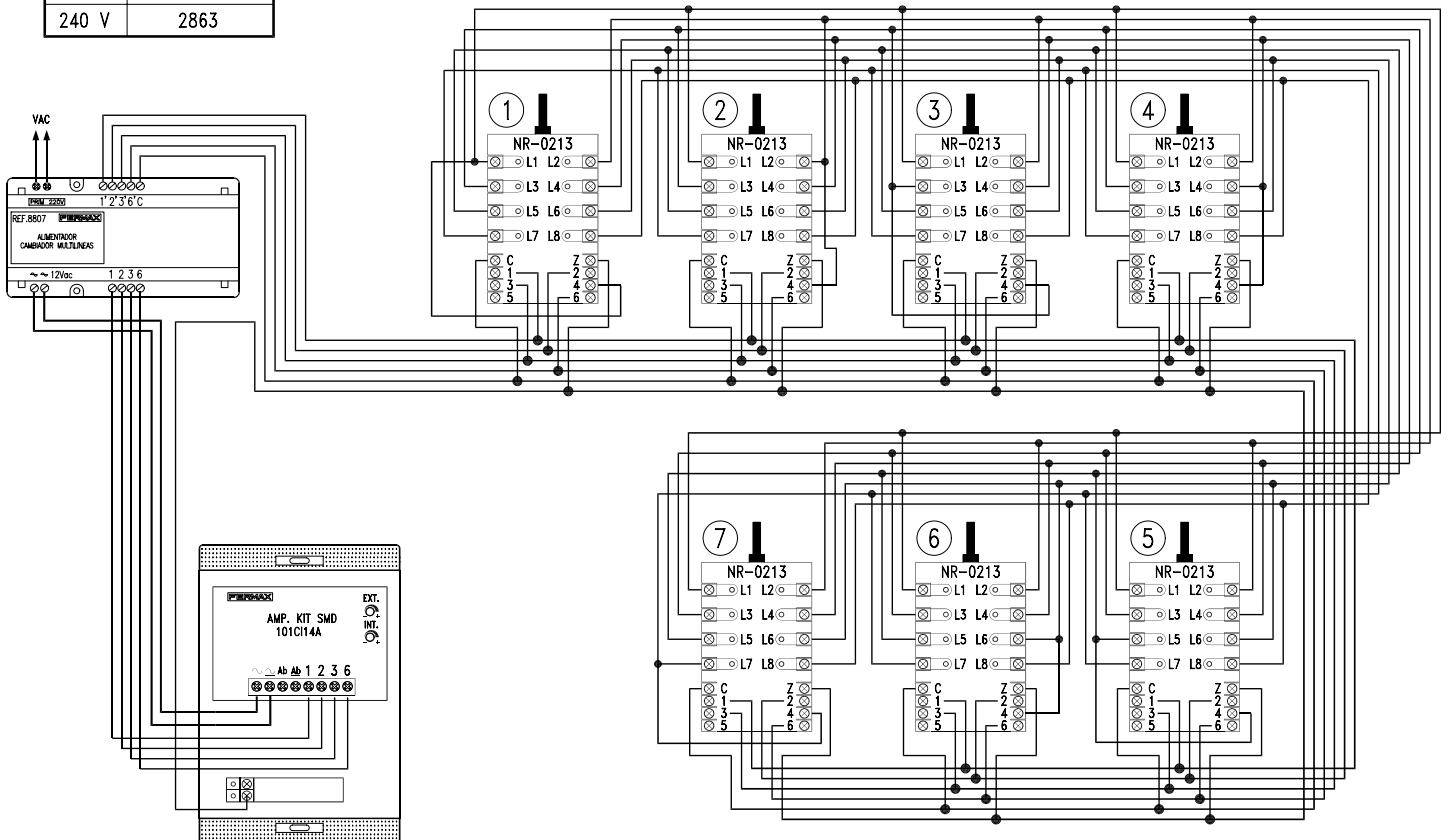 240 V 2863
VAC
1 2 3 4
NR-0213 NR-0213 NR-0213 NR-0213
L1 L2 L1 L2 L1 L2 L1 L2
L3 L4 L3 L4 L3 L4 L3 L4
L5 L6 L5 L6 L5 L6 L5 L6
L7 L8 L7 L8 L7 L8 L7 L8
C Z C Z C Z C Z
1 2 1 2 1 2 1 2
3 4 3 4 3 4 3 4
5 6 5 6 5 6 5 6
PRIM 220V 1' 2' 3' 6' C
REF.8807 FERMAX
ALIMENTADOR
CAMBIADOR MULTILINEAS
~ ~ 12Vac 1 2 3 6
7 6 5
NR-0213 NR-0213 NR-0213
L1 L2 L1 L2 L1 L2
L3 L4 L3 L4 L3 L4
L5 L6 L5 L6 L5 L6
L7 L8 L7 L8 L7 L8
C Z C Z C Z
1 2 1 2 1 2
3 4 3 4 3 4
5 6 5 6 5 6
FERMAX EXT.
- +
AMP. KIT SMD
101CI14A
INT.
- +
~ ~ Ab Ab 1 2 3 6